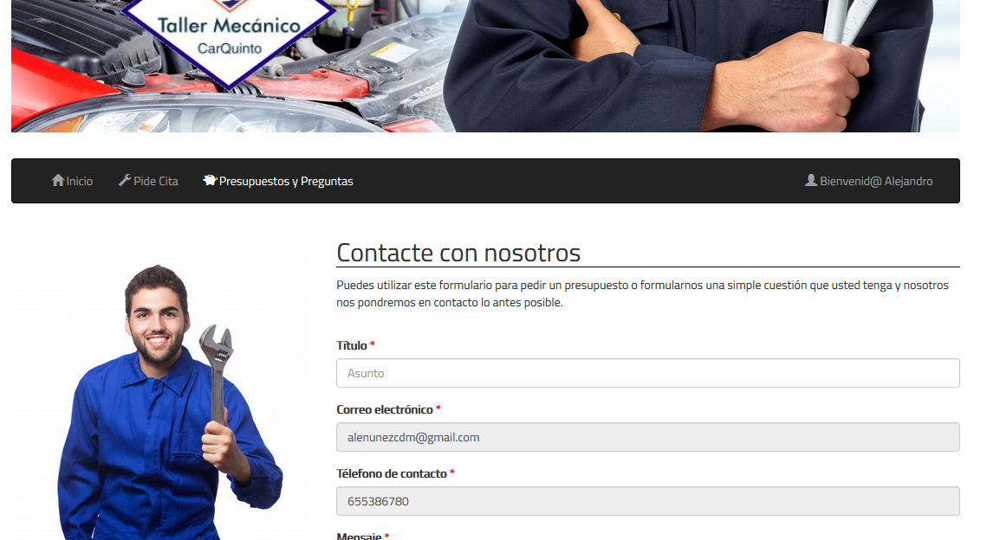 Taller Mecánico
CarQuinto
Inicio
Pide Cita
Presupuestos y Preguntas
Bienvenid@ Alejandro
Contacte con nosotros
Puedes utilizar este formulario para pedir un presupuesto o formularnos una simple cuestión que usted tenga y nosotros
nos pondremos en contacto lo antes posible.
Título *
Asunto
Correo electrónico *
alenunezcdm@gmail.com
Télefono de contacto *
655386780
Mensaje *